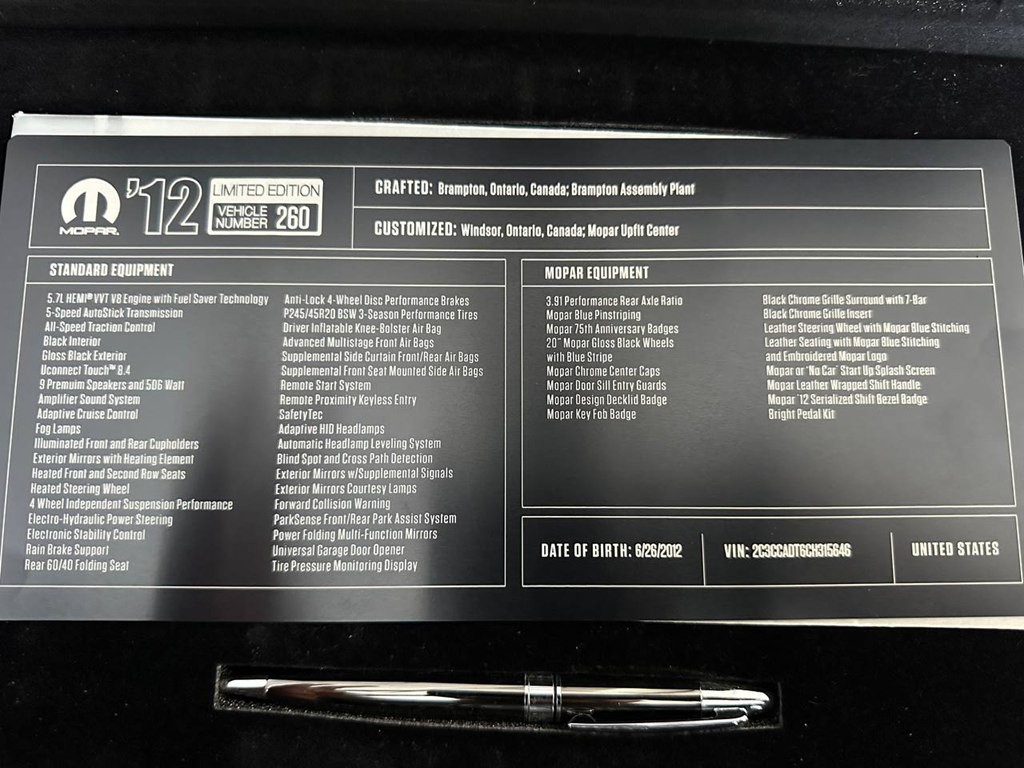 MOPAR.
'12
LIMITED EDITION
VEHICLE
NUMBER 260
CRAFTED: Brampton, Ontario, Canada; Brampton Assembly Plant
CUSTOMIZED: Windsor, Ontario, Canada; Mopar Upfit Center
STANDARD EQUIPMENT
5.7L HEMI® VVT V8 Engine with Fuel Saver Technology
5-Speed AutoStick Transmission
All-Speed Traction Control
Black Interior
Gloss Black Exterior
Uconnect Touch™ 8.4
9 Premuim Speakers and 506 Watt
Amplifier Sound System
Adaptive Cruise Control
Fog Lamps
Illuminated Front and Rear Cupholders
Exterior Mirrors with Heating Element
Heated Front and Second Row Seats
Heated Steering Wheel
4 Wheel Independent Suspension Performance
Electro-Hydraulic Power Steering
Electronic Stability Control
Rain Brake Support
Rear 60/40 Folding Seat
Anti-Lock 4-Wheel Disc Performance Brakes
P245/45R20 BSW 3-Season Performance Tires
Driver Inflatable Knee-Bolster Air Bag
Advanced Multistage Front Air Bags
Supplemental Side Curtain Front/Rear Air Bags
Supplemental Front Seat Mounted Side Air Bags
Remote Start System
Remote Proximity Keyless Entry
SafetyTec
Adaptive HID Headlamps
Automatic Headlamp Leveling System
Blind Spot and Cross Path Detection
Exterior Mirrors w/Supplemental Signals
Exterior Mirrors Courtesy Lamps
Forward Collision Warning
ParkSense Front/Rear Park Assist System
Power Folding Multi-Function Mirrors
Universal Garage Door Opener
Tire Pressure Monitoring Display
MOPAR EQUIPMENT
3.91 Performance Rear Axle Ratio
Mopar Blue Pinstriping
Mopar 75th Anniversary Badges
20" Mopar Gloss Black Wheels
with Blue Stripe
Mopar Chrome Center Caps
Mopar Door Sill Entry Guards
Mopar Design Decklid Badge
Mopar Key Fob Badge
Black Chrome Grille Surround with 7-Bar
Black Chrome Grille Insert
Leather Steering Wheel with Mopar Blue Stitching
Leather Seating with Mopar Blue Stitching
and Embroidered Mopar Logo
Mopar or 'No Car' Start Up Splash Screen
Mopar Leather Wrapped Shift Handle
Mopar '12 Serialized Shift Bezel Badge
Bright Pedal Kit
DATE OF BIRTH: 6/26/2012
VIN: 2C3CCADT6CH315646
UNITED STATES